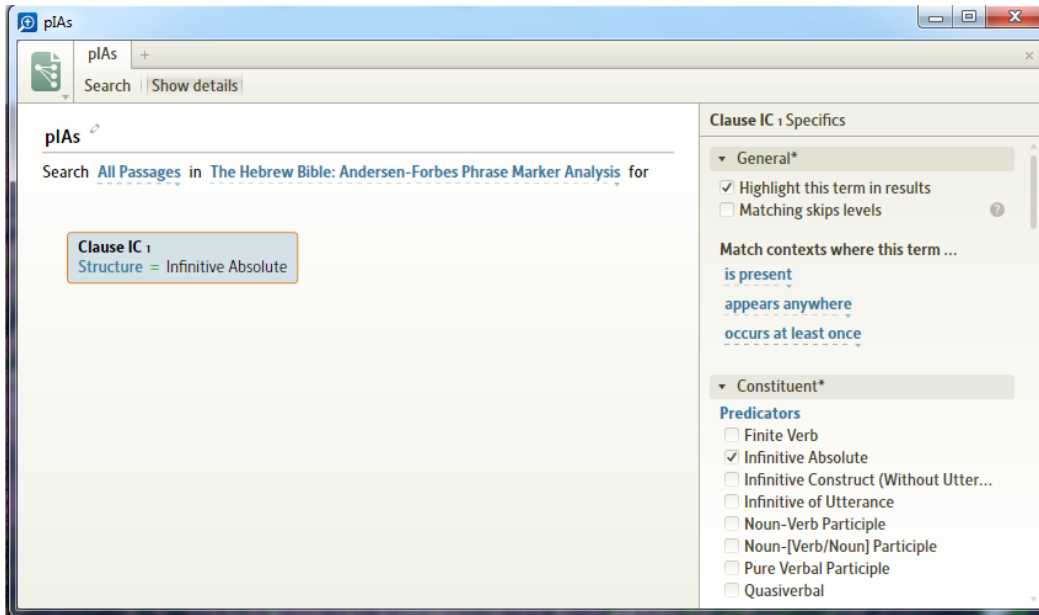 pIAs
pIAs +
Search Show details
pIAs
Search All Passages in The Hebrew Bible: Andersen-Forbes Phrase Marker Analysis for
Clause IC 1
Structure = Infinitive Absolute
Clause IC 1 Specifics
General*
Highlight this term in results
Matching skips levels ?
Match contexts where this term ...
is present
appears anywhere
occurs at least once
Constituent*
Predicators
Finite Verb
Infinitive Absolute
Infinitive Construct (Without Utter...
Infinitive of Utterance
Noun-Verb Participle
Noun-[Verb/Noun] Participle
Pure Verbal Participle
Quasiverbal